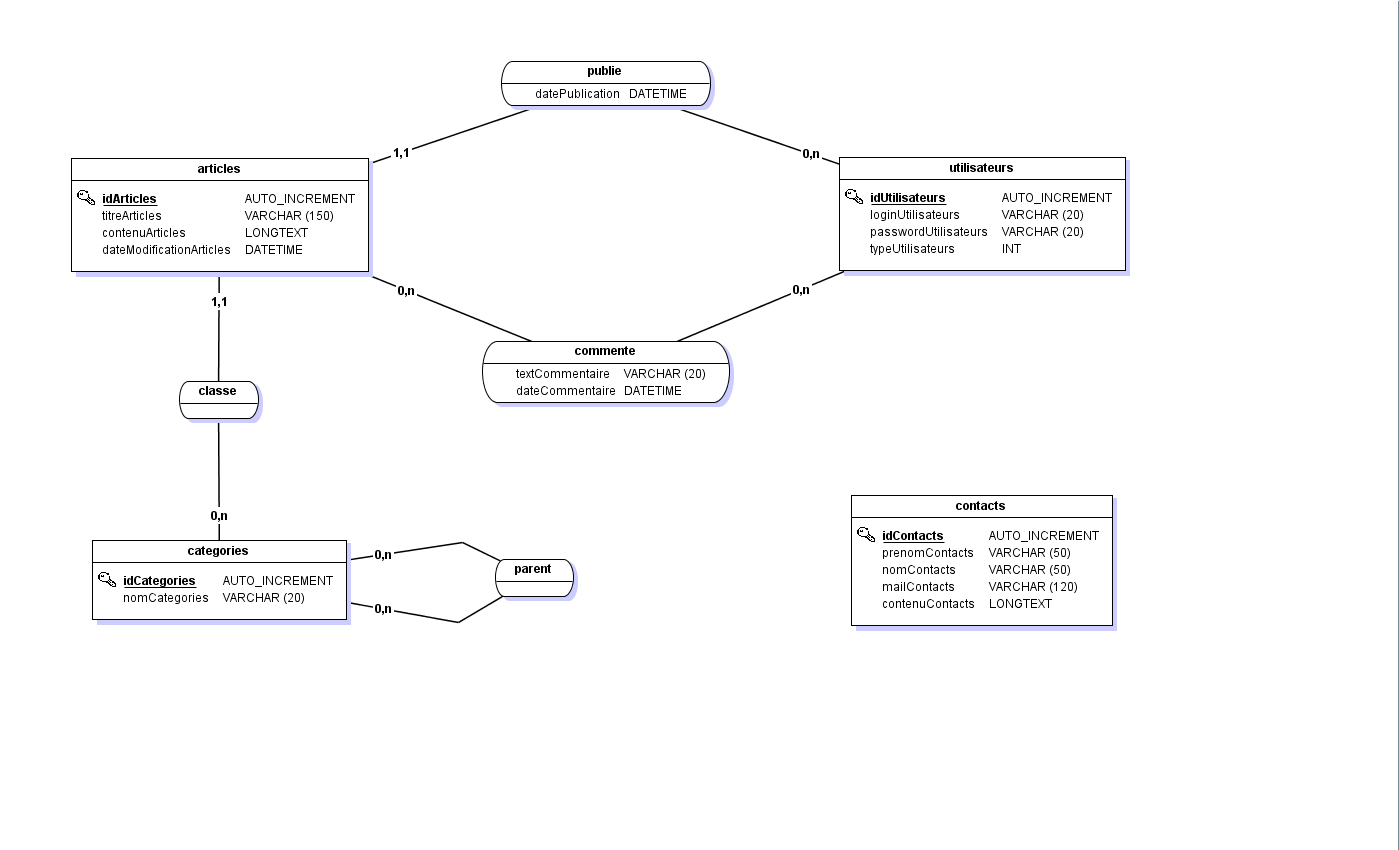 publie
datePublication DATETIME
1,1
0,n
articles
idArticles AUTO_INCREMENT
titreArticles VARCHAR (150)
contenuArticles LONGTEXT
dateModificationArticles DATETIME
utilisateurs
idUtilisateurs AUTO_INCREMENT
loginUtilisateurs VARCHAR (20)
passwordUtilisateurs VARCHAR (20)
typeUtilisateurs INT
1,1
0,n
0,n
commente
textCommentaire VARCHAR (20)
dateCommentaire DATETIME
classe
0,n
categories
idCategories AUTO_INCREMENT
nomCategories VARCHAR (20)
0,n
0,n
parent
contacts
idContacts AUTO_INCREMENT
prenomContacts VARCHAR (50)
nomContacts VARCHAR (50)
mailContacts VARCHAR (120)
contenuContacts LONGTEXT